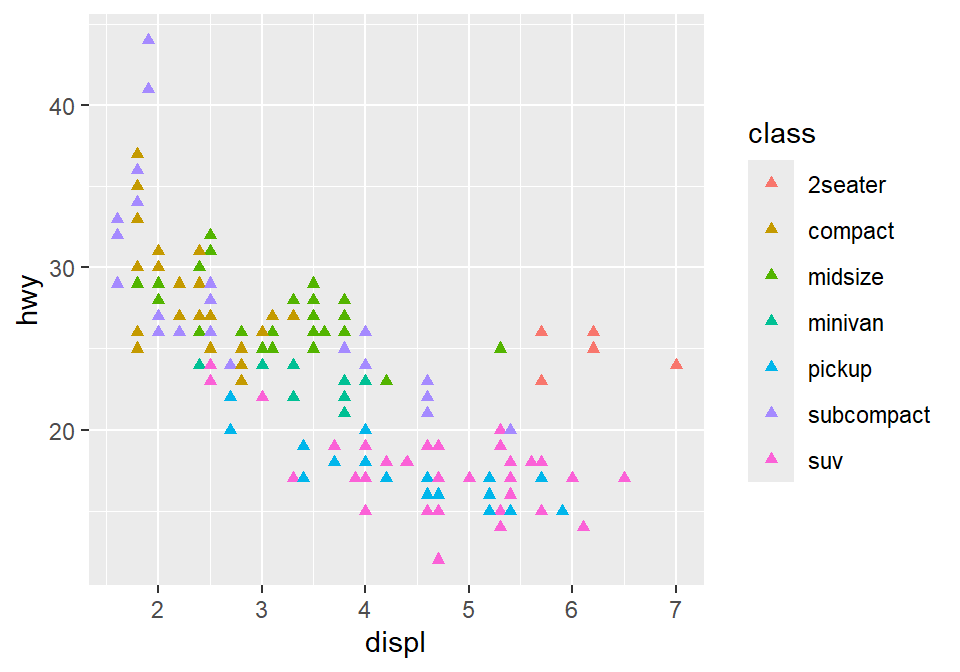 hwy
40
30
20
2 3 4 5 6 7
displ
class
2seater
compact
midsize
minivan
pickup
subcompact
suv